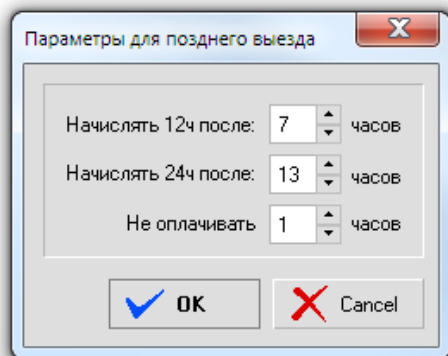 Параметры для позднего выезда
Начислять 12ч после: 7 часов
Начислять 24ч после: 13 часов
Не оплачивать 1 часов
OK Cancel